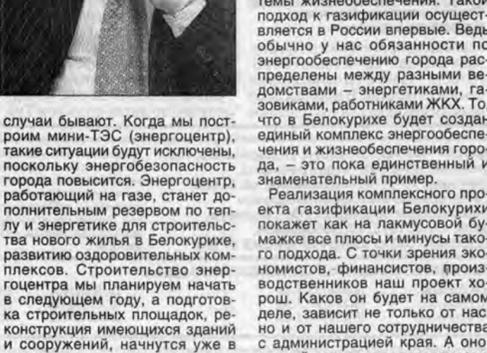 случаи бывают. Когда мы пост-
роим мини-ТЭС (энергоцентр),
такие ситуации будут исключены,
поскольку энергобезопасность
города повысится. Энергоцентр,
работающий на газе, станет до-
полнительным резервом по теп-
лу и энергетике для строительс-
тва нового жилья в Белокурихе,
развитию оздоровительных ком-
плексов. Строительство энер-
гоцентра мы планируем начать
в следующем году, а подготов-
ка строительных площадок, ре-
конструкция имеющихся зданий
и сооружений, начнутся уже в
темы жизнеобеспечения. Такой
подход к газификации осущест-
вляется в России впервые. Ведь
обычно у нас обязанности по
энергообеспечению города рас-
пределены между разными ве-
домствами – энергетиками, га-
зовиками, работниками ЖКХ. То,
что в Белокурихе будет создан
единый комплекс энергообеспе-
чения и жизнеобеспечения горо-
да, – это пока единственный и
знаменательный пример.
Реализация комплексного про-
екта газификации Белокурихи
покажет как на лакмусовой бу-
мажке все плюсы и минусы тако-
го подхода. С точки зрения эко-
номистов, финансистов, произ-
водственников наш проект хо-
рош. Каков он будет на самом
деле, зависит не только от нас,
но и от нашего сотрудничества
с администрацией края. А оно